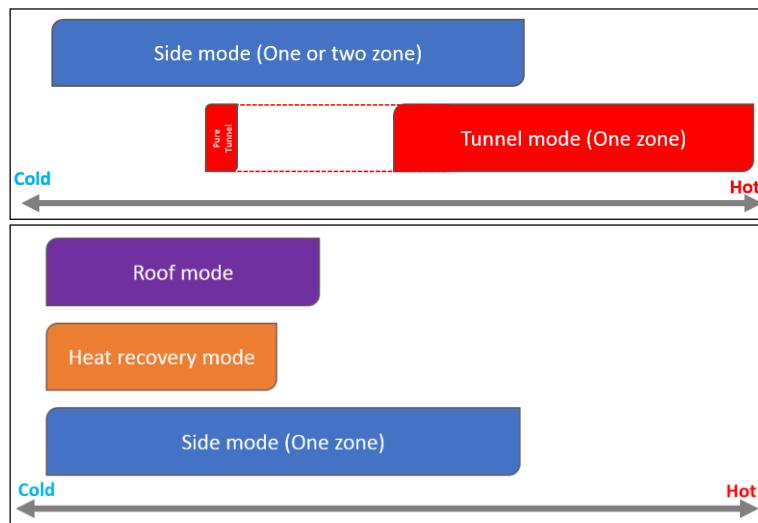 Side mode (One or two zone)
Pure
Tunnel
Tunnel mode (One zone)
Cold
Hot
Roof mode
Heat recovery mode
Side mode (One zone)
Cold
Hot